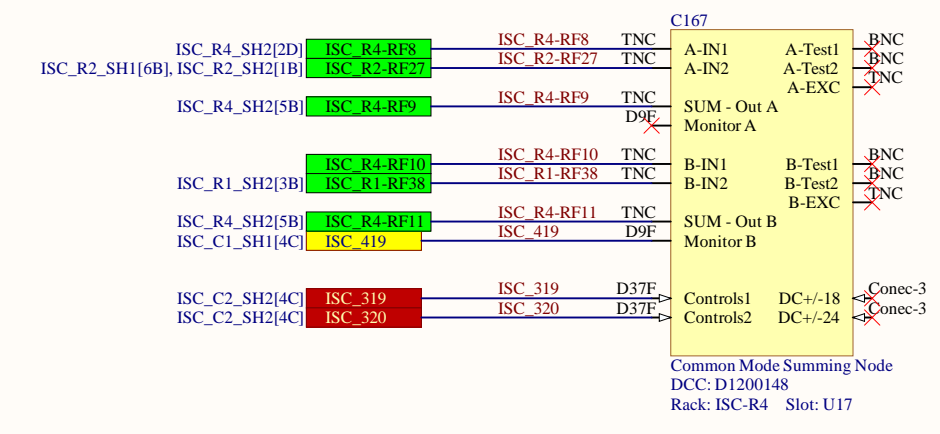 C167
ISC_R4_SH2[2D] ISC_R4-RF8 ISC_R4-RF8 TNC A-IN1 A-Test1 BNC
ISC_R2_SH1[6B], ISC_R2_SH2[1B] ISC_R2-RF27 ISC_R2-RF27 TNC A-IN2 A-Test2 BNC
A-EXC TNC
ISC_R4_SH2[5B] ISC_R4-RF9 ISC_R4-RF9 TNC SUM - Out A
D9F Monitor A
ISC_R4-RF10 ISC_R4-RF10 TNC B-IN1 B-Test1 BNC
ISC_R1_SH2[3B] ISC_R1-RF38 ISC_R1-RF38 TNC B-IN2 B-Test2 BNC
B-EXC TNC
ISC_R4_SH2[5B] ISC_R4-RF11 ISC_R4-RF11 TNC SUM - Out B
ISC_C1_SH1[4C] ISC_419 ISC_419 D9F Monitor B
ISC_C2_SH2[4C] ISC_319 ISC_319 D37F Controls1 DC+/-18 Conec-3
ISC_C2_SH2[4C] ISC_320 ISC_320 D37F Controls2 DC+/-24 Conec-3
Common Mode Summing Node
DCC: D1200148
Rack: ISC-R4 Slot: U17